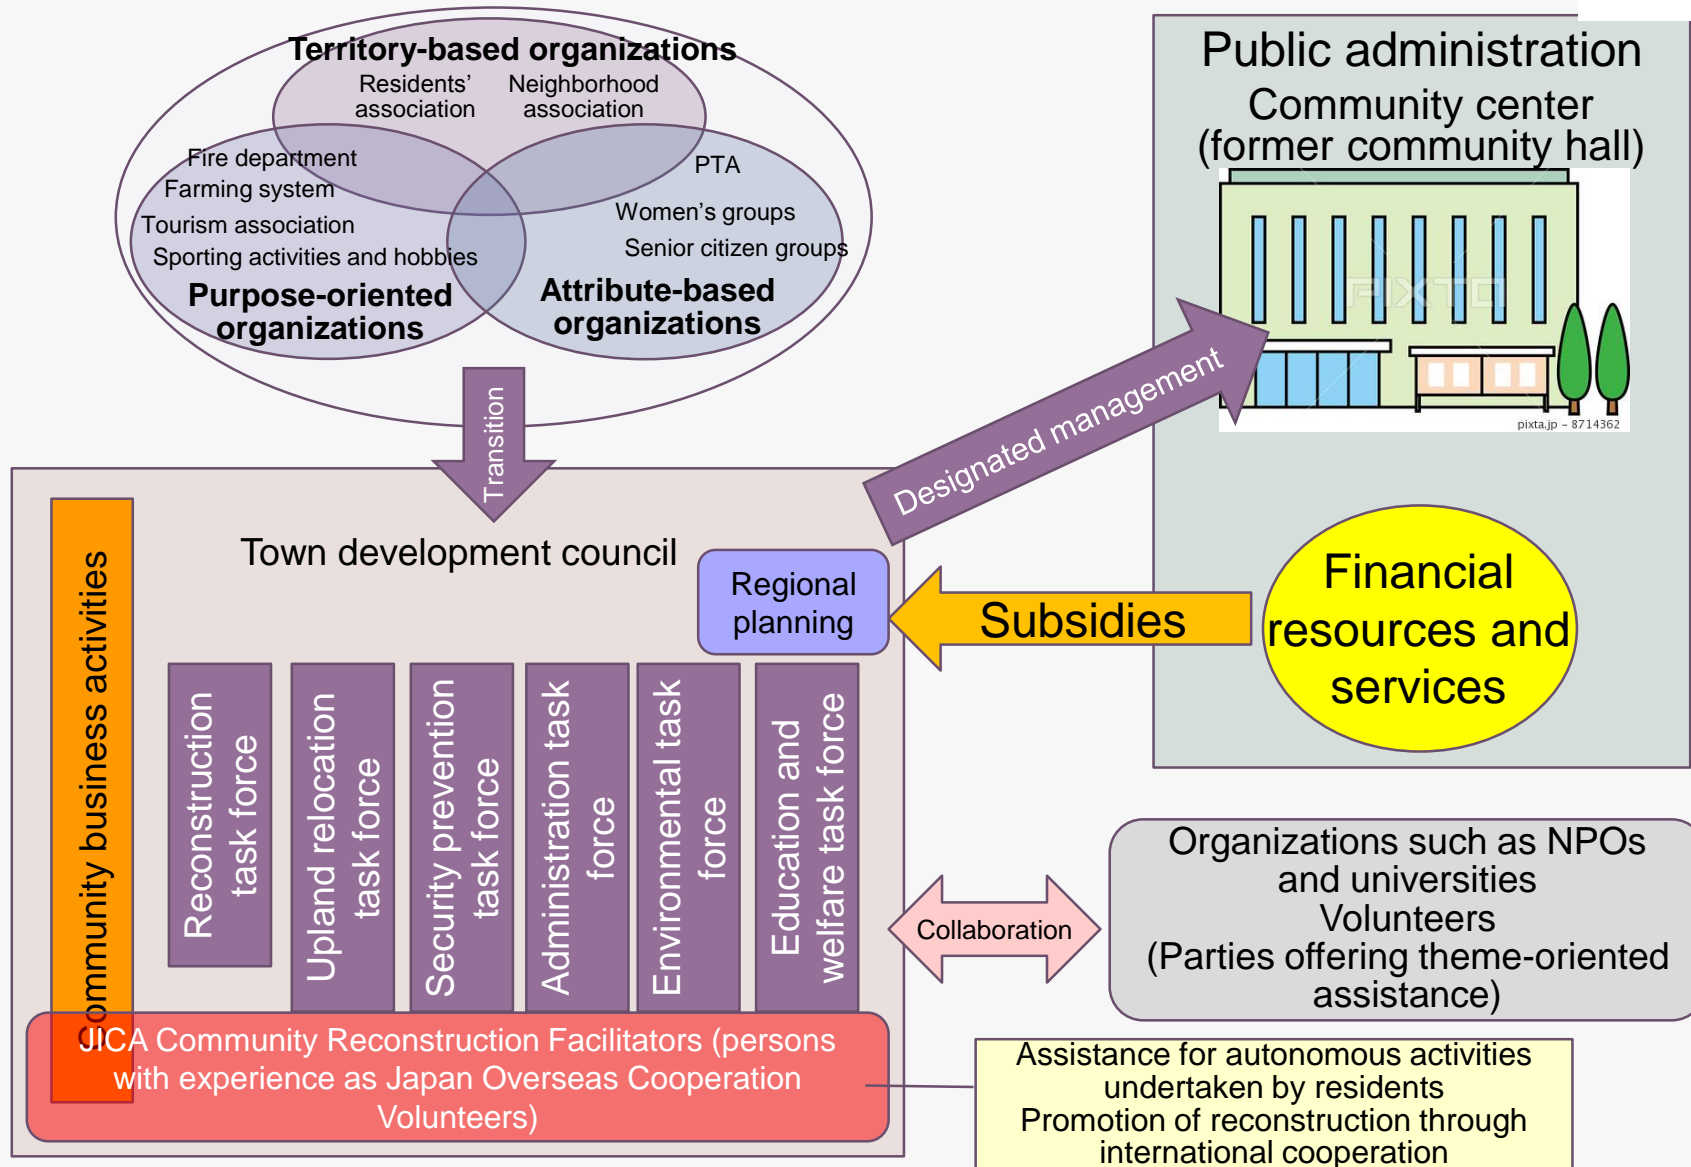 Territory-based organizations
Residents’
association
Neighborhood
association
Fire department
Farming system
Tourism association
Sporting activities and hobbies
Purpose-oriented
organizations
PTA
Women’s groups
Senior citizen groups
Attribute-based
organizations
Transition
Public administration
Community center
(former community hall)
PIXTA
pixta.jp - 8714362
Designated management
Town development council
Regional
planning
Subsidies
Financial
resources and
services
Community business activities
Reconstruction
task force
Upland relocation
task force
Security prevention
task force
Administration task
force
Environmental task
force
Education and
welfare task force
Collaboration
Organizations such as NPOs
and universities
Volunteers
(Parties offering theme-oriented
assistance)
JICA Community Reconstruction Facilitators (persons
with experience as Japan Overseas Cooperation
Volunteers)
Assistance for autonomous activities
undertaken by residents
Promotion of reconstruction through
international cooperation